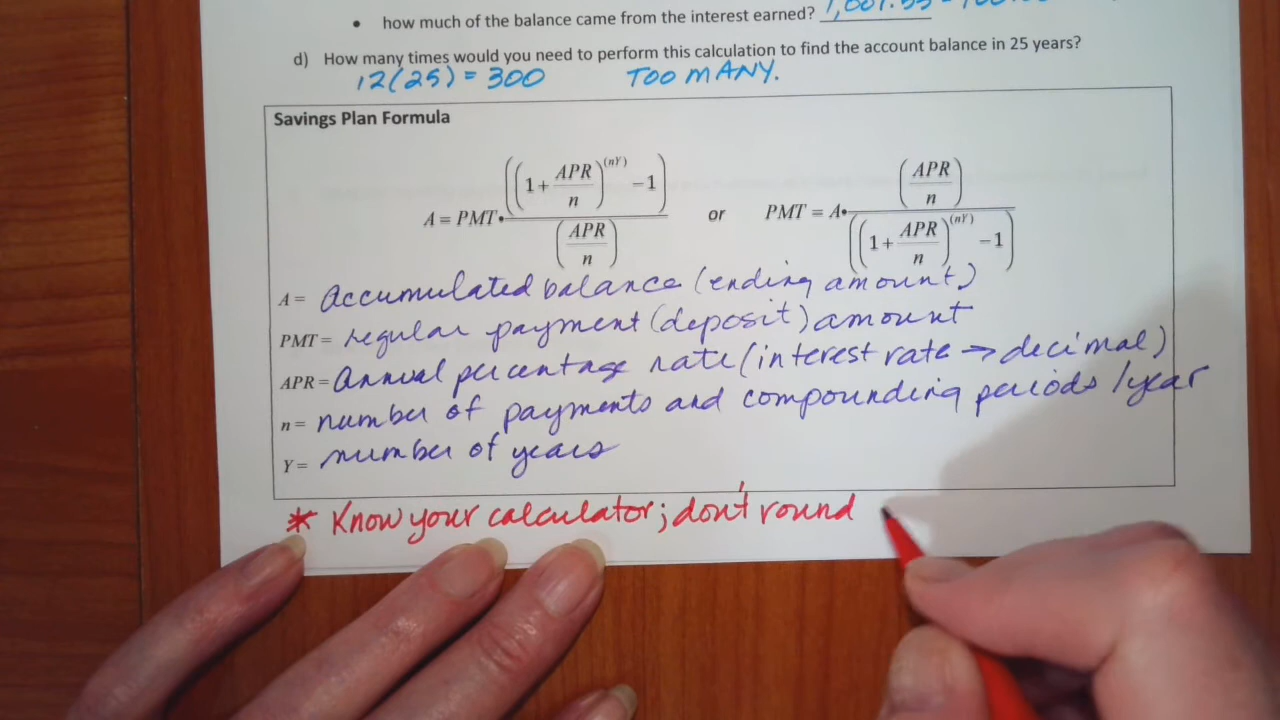 • how much of the balance came from the interest earned?
d) How many times would you need to perform this calculation to find the account balance in 25 years?
12(25) = 300 TOO MANY.
Savings Plan Formula
A = PMT • ((1 + APR/n)^(nY) − 1) / (APR/n) or PMT = A • (APR/n) / ((1 + APR/n)^(nY) − 1)
A = accumulated balance (ending amount)
PMT = regular payment (deposit) amount
APR = annual percentage rate (interest rate → decimal)
n = number of payments and compounding periods /year
Y = number of years
* Know your calculator; don't round